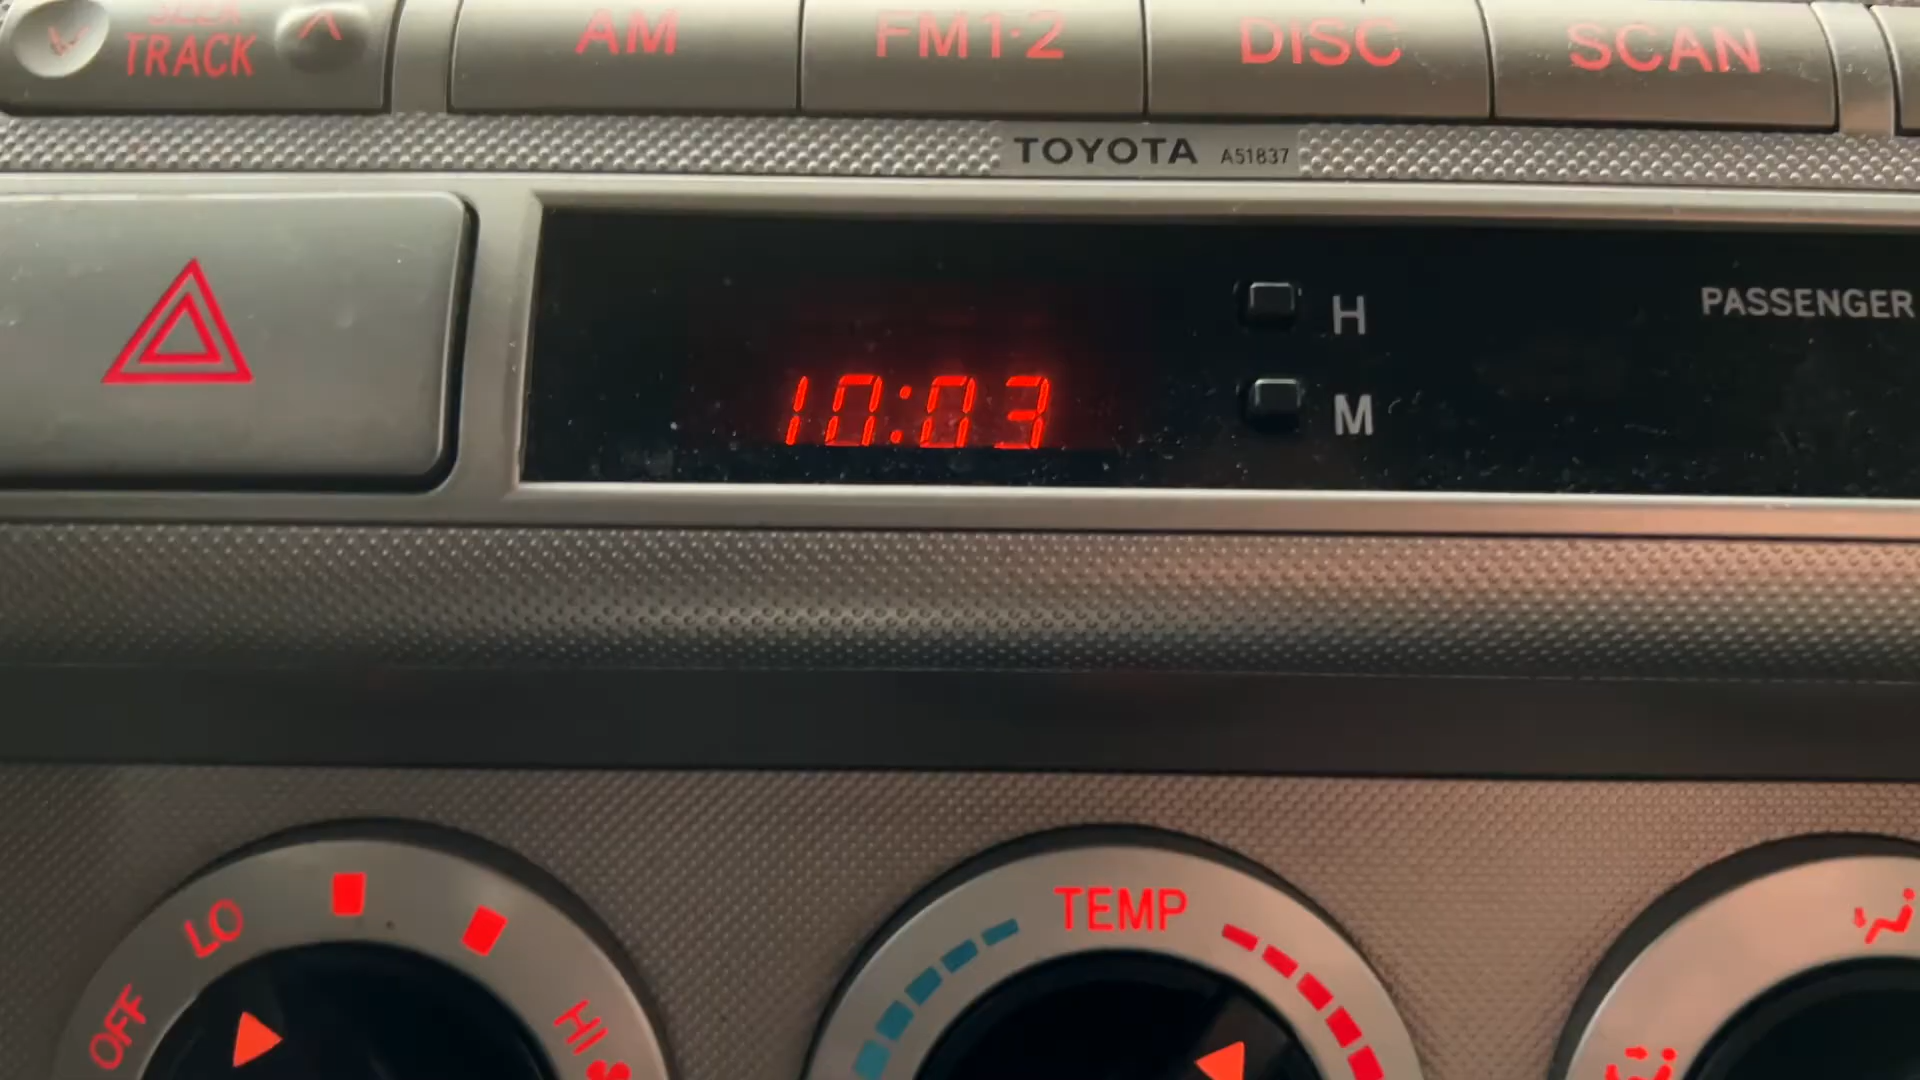 SEEK
TRACK
AM
FM1·2
DISC
SCAN
TOYOTA A51837
H
PASSENGER
10:03
M
LO
OFF
HI
TEMP